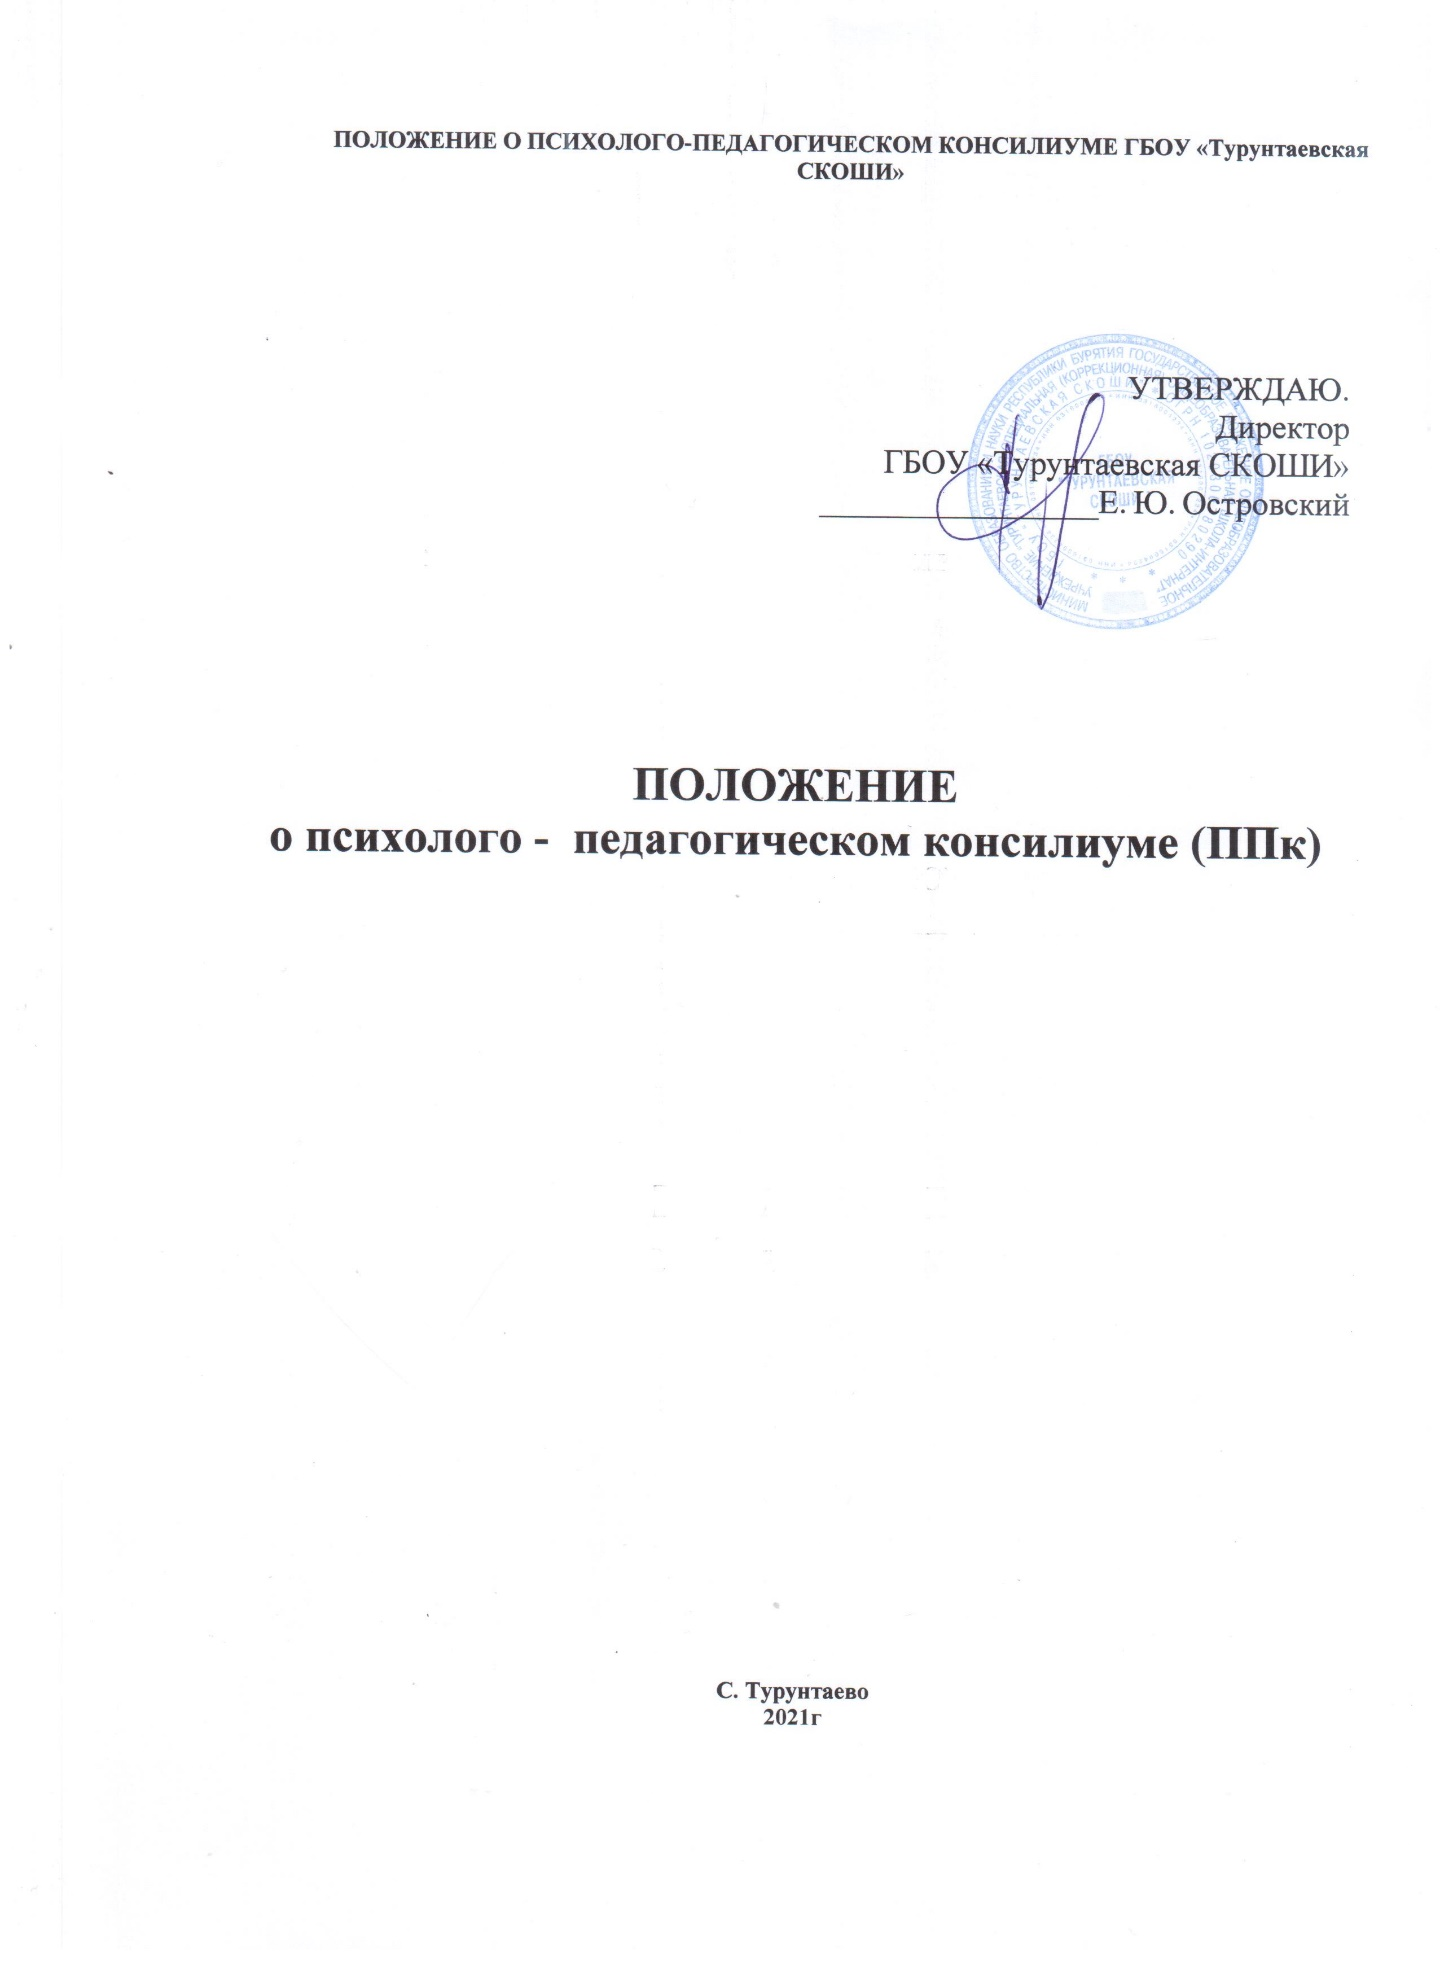 ПОЛОЖЕНИЕ О ПСИХОЛОГО-ПЕДАГОГИЧЕСКОМ КОНСИЛИУМЕ ГБОУ «Турунтаевская
СКОШИ»
УТВЕРЖДАЮ.
Директор
ГБОУ «Турунтаевская СКОШИ»
_________________Е. Ю. Островский
ПОЛОЖЕНИЕ
о психолого - педагогическом консилиуме (ППк)
С. Турунтаево
2021г